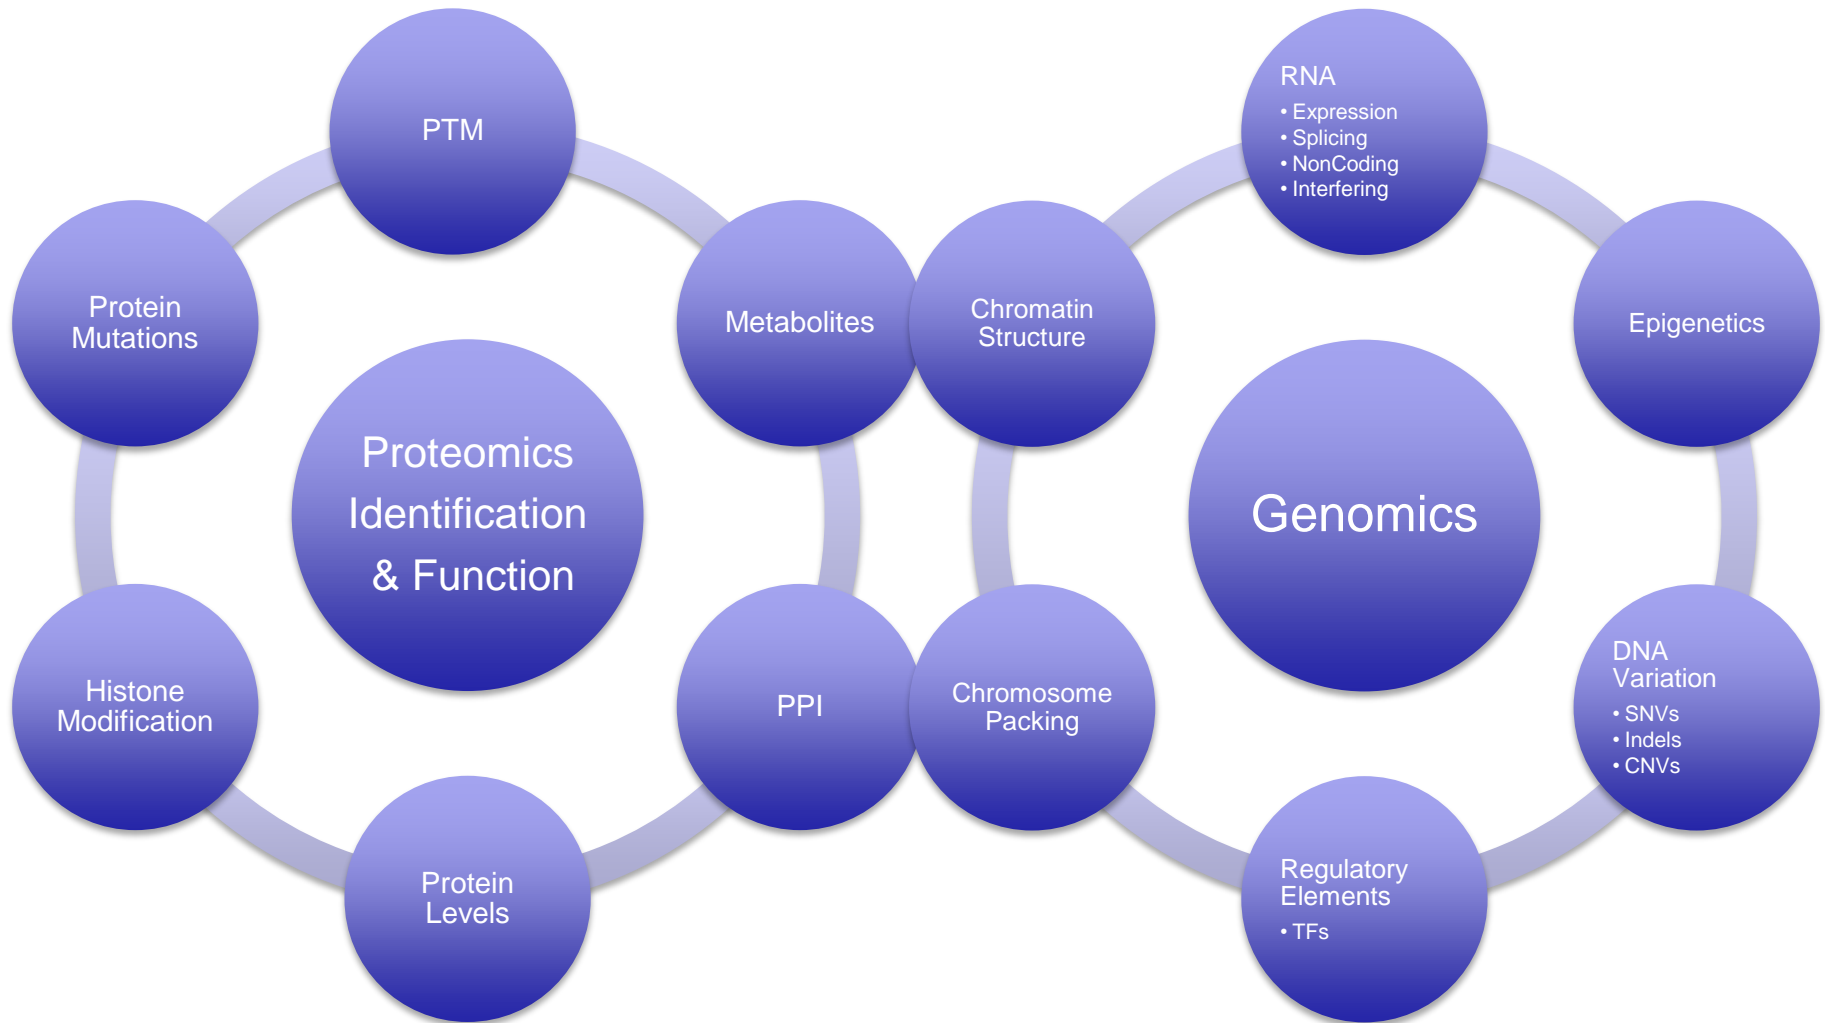 PTM
Protein
Mutations
Metabolites
Proteomics
Identification
& Function
Histone
Modification
PPI
Protein
Levels
RNA
• Expression
• Splicing
• NonCoding
• Interfering
Chromatin
Structure
Epigenetics
Genomics
Chromosome
Packing
DNA
Variation
• SNVs
• Indels
• CNVs
Regulatory
Elements
• TFs